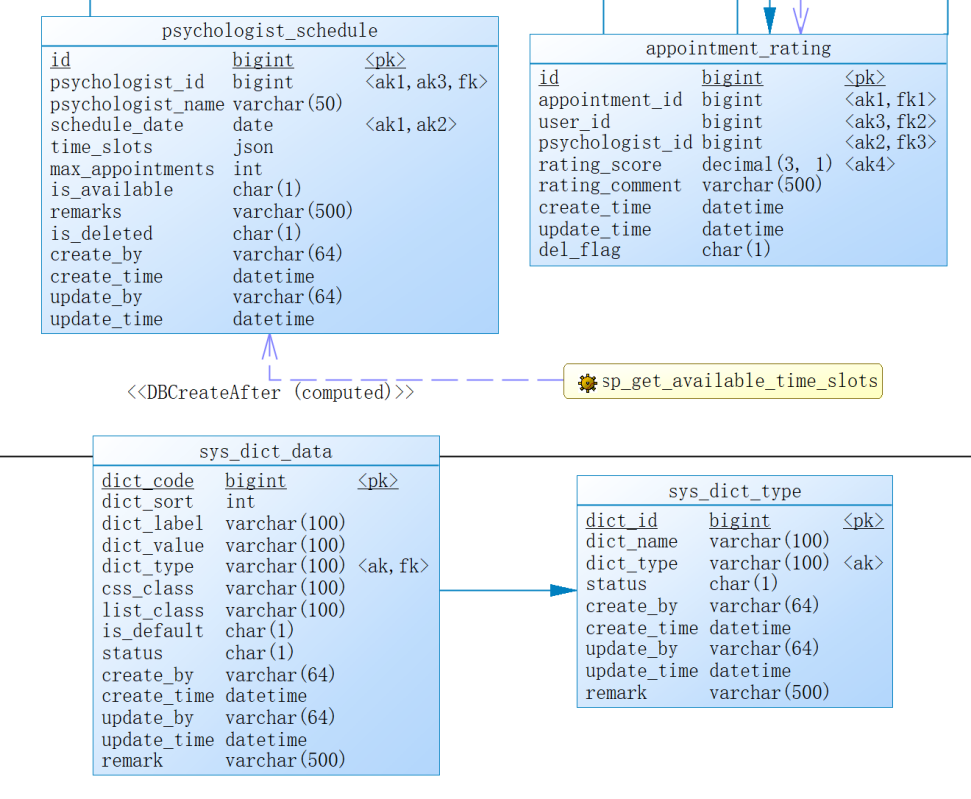 psychologist_schedule
id bigint <pk>
psychologist_id bigint <ak1,ak3,fk>
psychologist_name varchar(50)
schedule_date date <ak1,ak2>
time_slots json
max_appointments int
is_available char(1)
remarks varchar(500)
is_deleted char(1)
create_by varchar(64)
create_time datetime
update_by varchar(64)
update_time datetime
appointment_rating
id bigint <pk>
appointment_id bigint <ak1,fk1>
user_id bigint <ak3,fk2>
psychologist_id bigint <ak2,fk3>
rating_score decimal(3, 1) <ak4>
rating_comment varchar(500)
create_time datetime
update_time datetime
del_flag char(1)
<<DBCreateAfter (computed)>>
sp_get_available_time_slots
sys_dict_data
dict_code bigint <pk>
dict_sort int
dict_label varchar(100)
dict_value varchar(100)
dict_type varchar(100) <ak,fk>
css_class varchar(100)
list_class varchar(100)
is_default char(1)
status char(1)
create_by varchar(64)
create_time datetime
update_by varchar(64)
update_time datetime
remark varchar(500)
sys_dict_type
dict_id bigint <pk>
dict_name varchar(100)
dict_type varchar(100) <ak>
status char(1)
create_by varchar(64)
create_time datetime
update_by varchar(64)
update_time datetime
remark varchar(500)